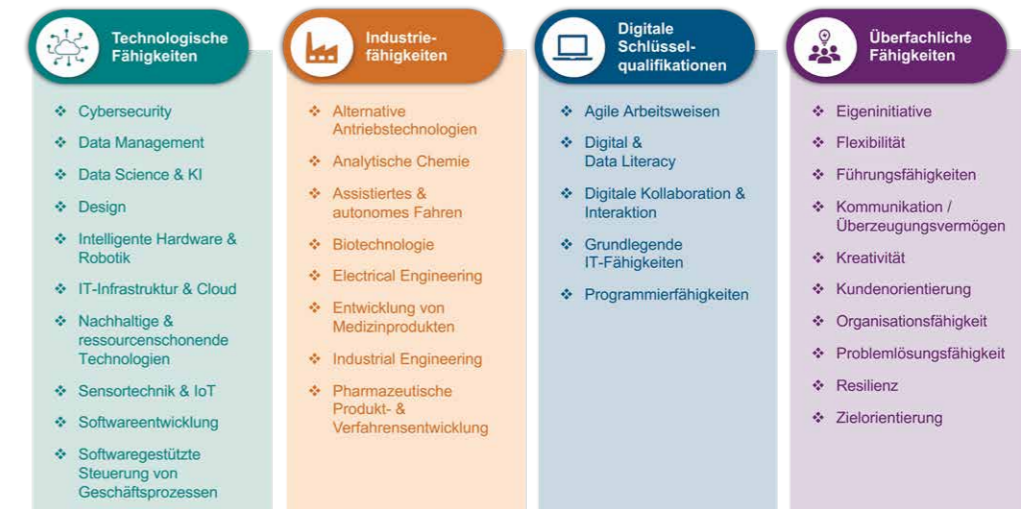 Technologische
Fähigkeiten
Cybersecurity
Data Management
Data Science & KI
Design
Intelligente Hardware &
Robotik
IT-Infrastruktur & Cloud
Nachhaltige &
ressourcenschonende
Technologien
Sensortechnik & IoT
Softwareentwicklung
Softwaregestützte
Steuerung von
Geschäftsprozessen
Industrie-
fähigkeiten
Alternative
Antriebstechnologien
Analytische Chemie
Assistiertes &
autonomes Fahren
Biotechnologie
Electrical Engineering
Entwicklung von
Medizinprodukten
Industrial Engineering
Pharmazeutische
Produkt- &
Verfahrensentwicklung
Digitale
Schlüssel-
qualifikationen
Agile Arbeitsweisen
Digital &
Data Literacy
Digitale Kollaboration &
Interaktion
Grundlegende
IT-Fähigkeiten
Programmierfähigkeiten
Überfachliche
Fähigkeiten
Eigeninitiative
Flexibilität
Führungsfähigkeiten
Kommunikation /
Überzeugungsvermögen
Kreativität
Kundenorientierung
Organisationsfähigkeit
Problemlösungsfähigkeit
Resilienz
Zielorientierung